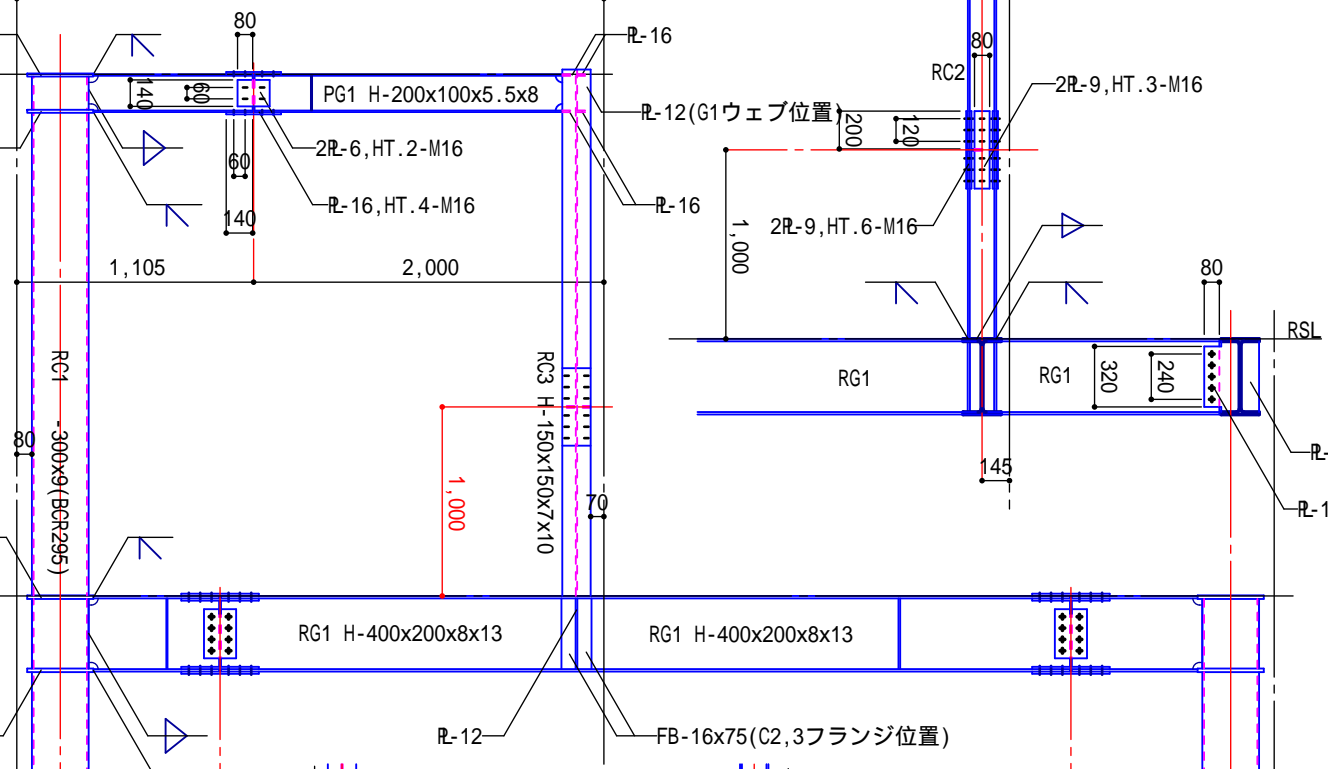 80
PL-16
80
RC2
2PL-9,HT.3-M16
140
60
PG1 H-200x100x5.5x8
PL-12(G1ウェブ位置)
200
120
2PL-6,HT.2-M16
60
PL-16,HT.4-M16
PL-16
140
2PL-9,HT.6-M16
1,000
1,105
2,000
80
RSL
RC1 -300x9(BCR295)
RC3 H-150x150x7x10
RG1
RG1
320
240
80
145
PL-
1,000
70
PL-1
RG1 H-400x200x8x13
RG1 H-400x200x8x13
PL-12
FB-16x75(C2,3フランジ位置)